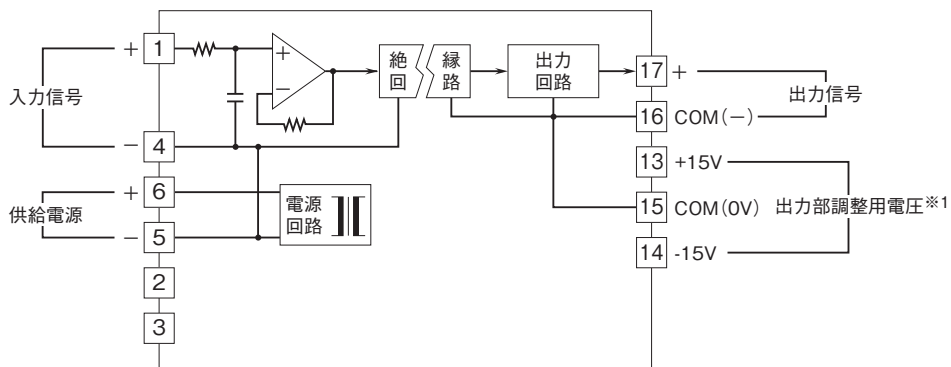 + 1
入力信号
− 4
+ 6
供給電源
− 5
2
3
+
−
絶縁
回路
出力
回路
電源
回路
17 +
出力信号
16 COM(−)
13 +15V
15 COM(0V) 出力部調整用電圧※1
14 -15V